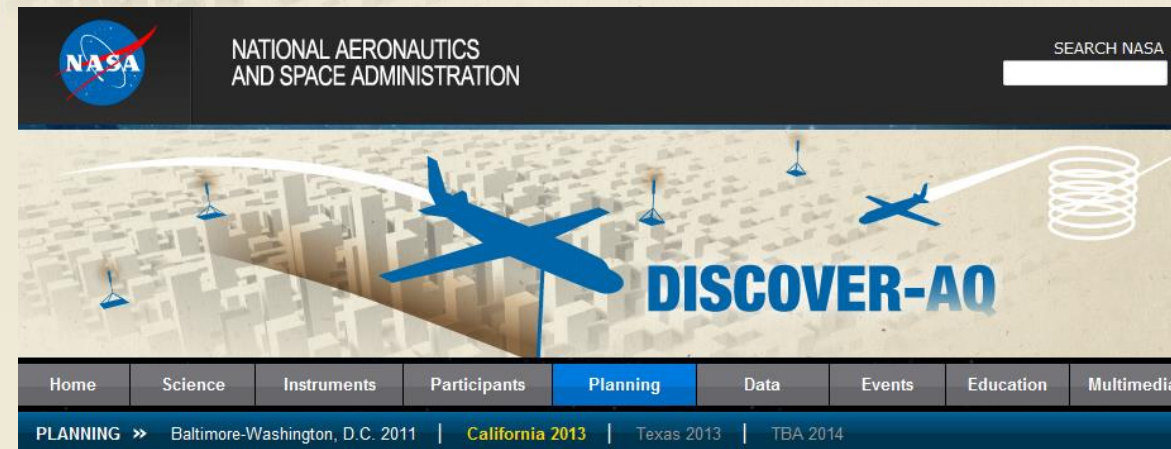 NASA
NATIONAL AERONAUTICS
AND SPACE ADMINISTRATION
SEARCH NASA
DISCOVER-AQ
Home Science Instruments Participants Planning Data Events Education Multimedia
PLANNING » Baltimore-Washington, D.C. 2011 | California 2013 | Texas 2013 | TBA 2014